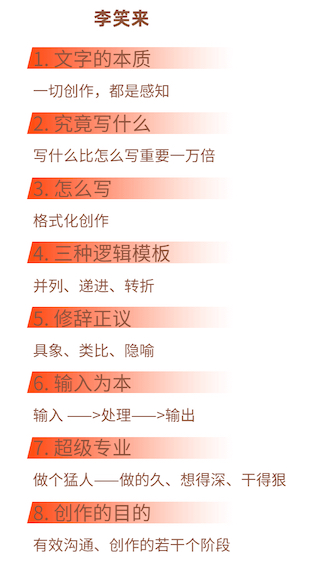 李笑来
1. 文字的本质
一切创作，都是感知
2. 究竟写什么
写什么比怎么写重要一万倍
3. 怎么写
格式化创作
4. 三种逻辑模板
并列、递进、转折
5. 修辞正议
具象、类比、隐喻
6. 输入为本
输入 ——>处理——>输出
7. 超级专业
做个猛人——做的久、想得深、干得狠
8. 创作的目的
有效沟通、创作的若干个阶段